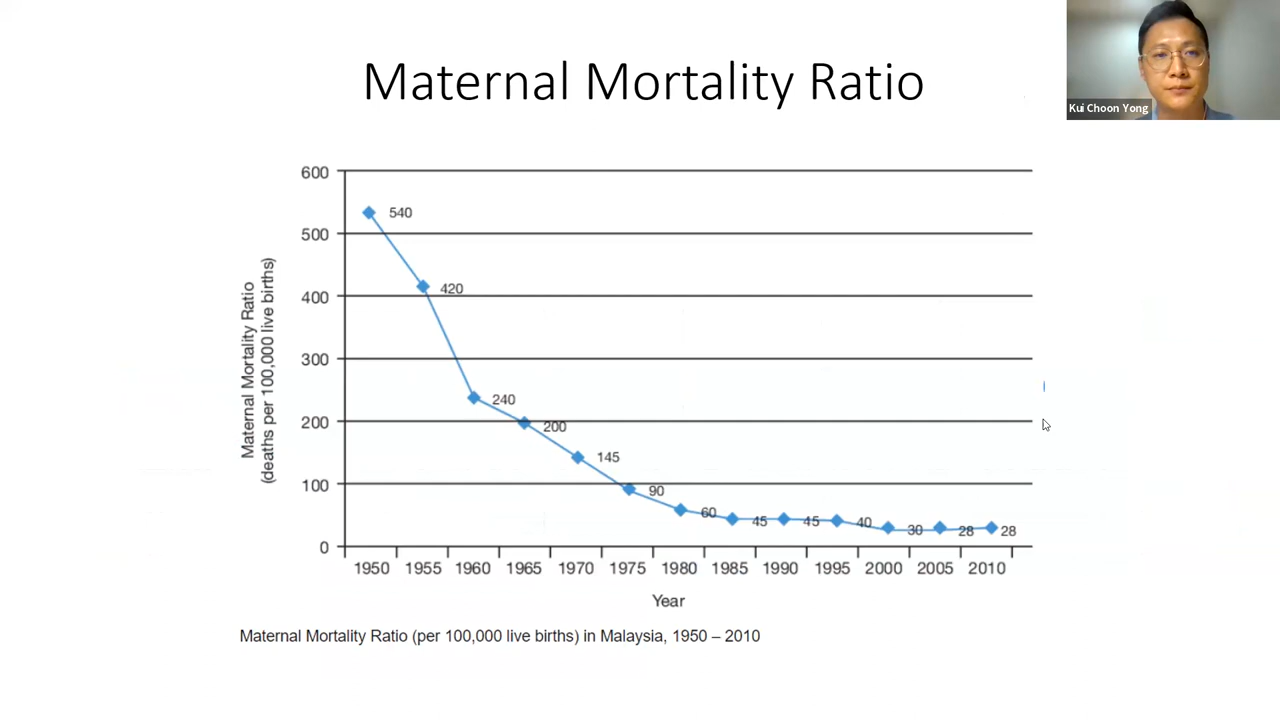 Maternal Mortality Ratio
Kui Choon Yong
Maternal Mortality Ratio
(deaths per 100,000 live births)
600
500
400
300
200
100
0
540
420
240
200
145
90
60
45
45
40
30
28
28
1950 1955 1960 1965 1970 1975 1980 1985 1990 1995 2000 2005 2010
Year
Maternal Mortality Ratio (per 100,000 live births) in Malaysia, 1950 – 2010